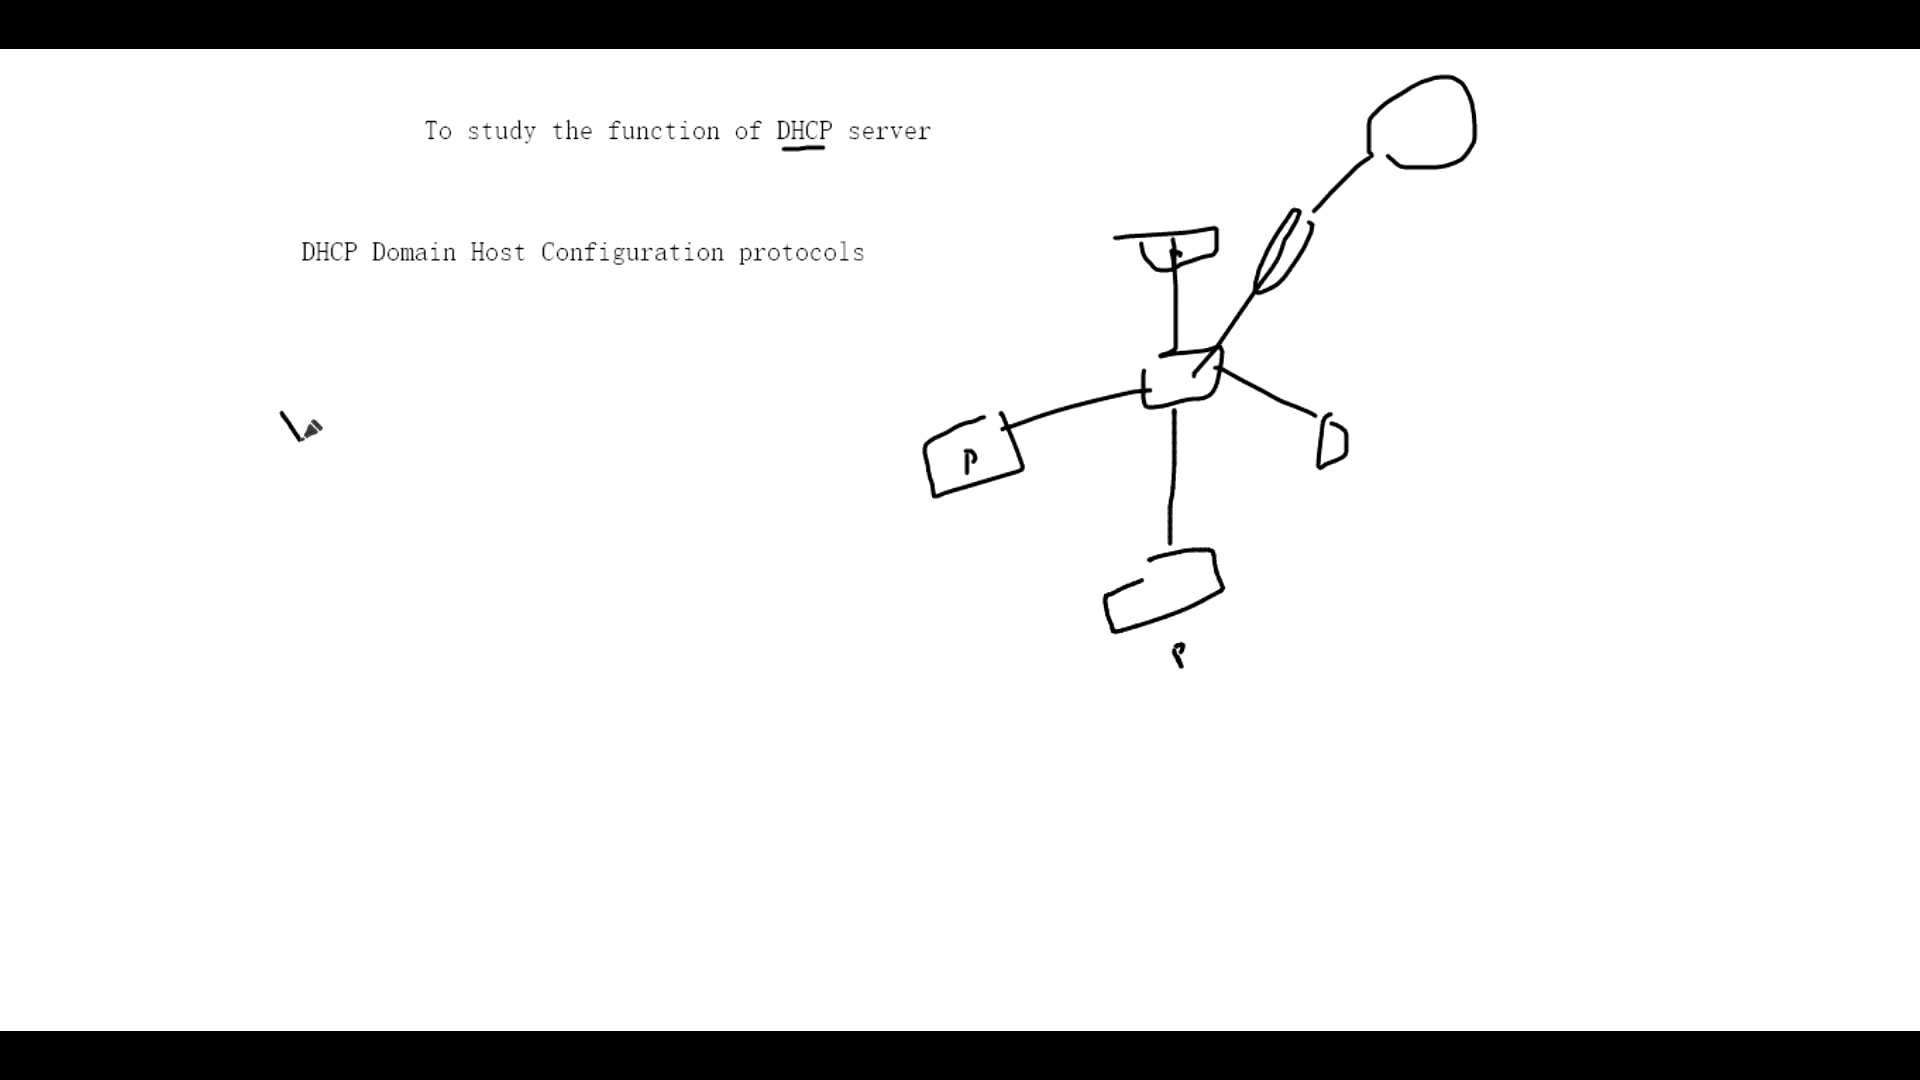 To study the function of DHCP server
DHCP Domain Host Configuration protocols
P
P